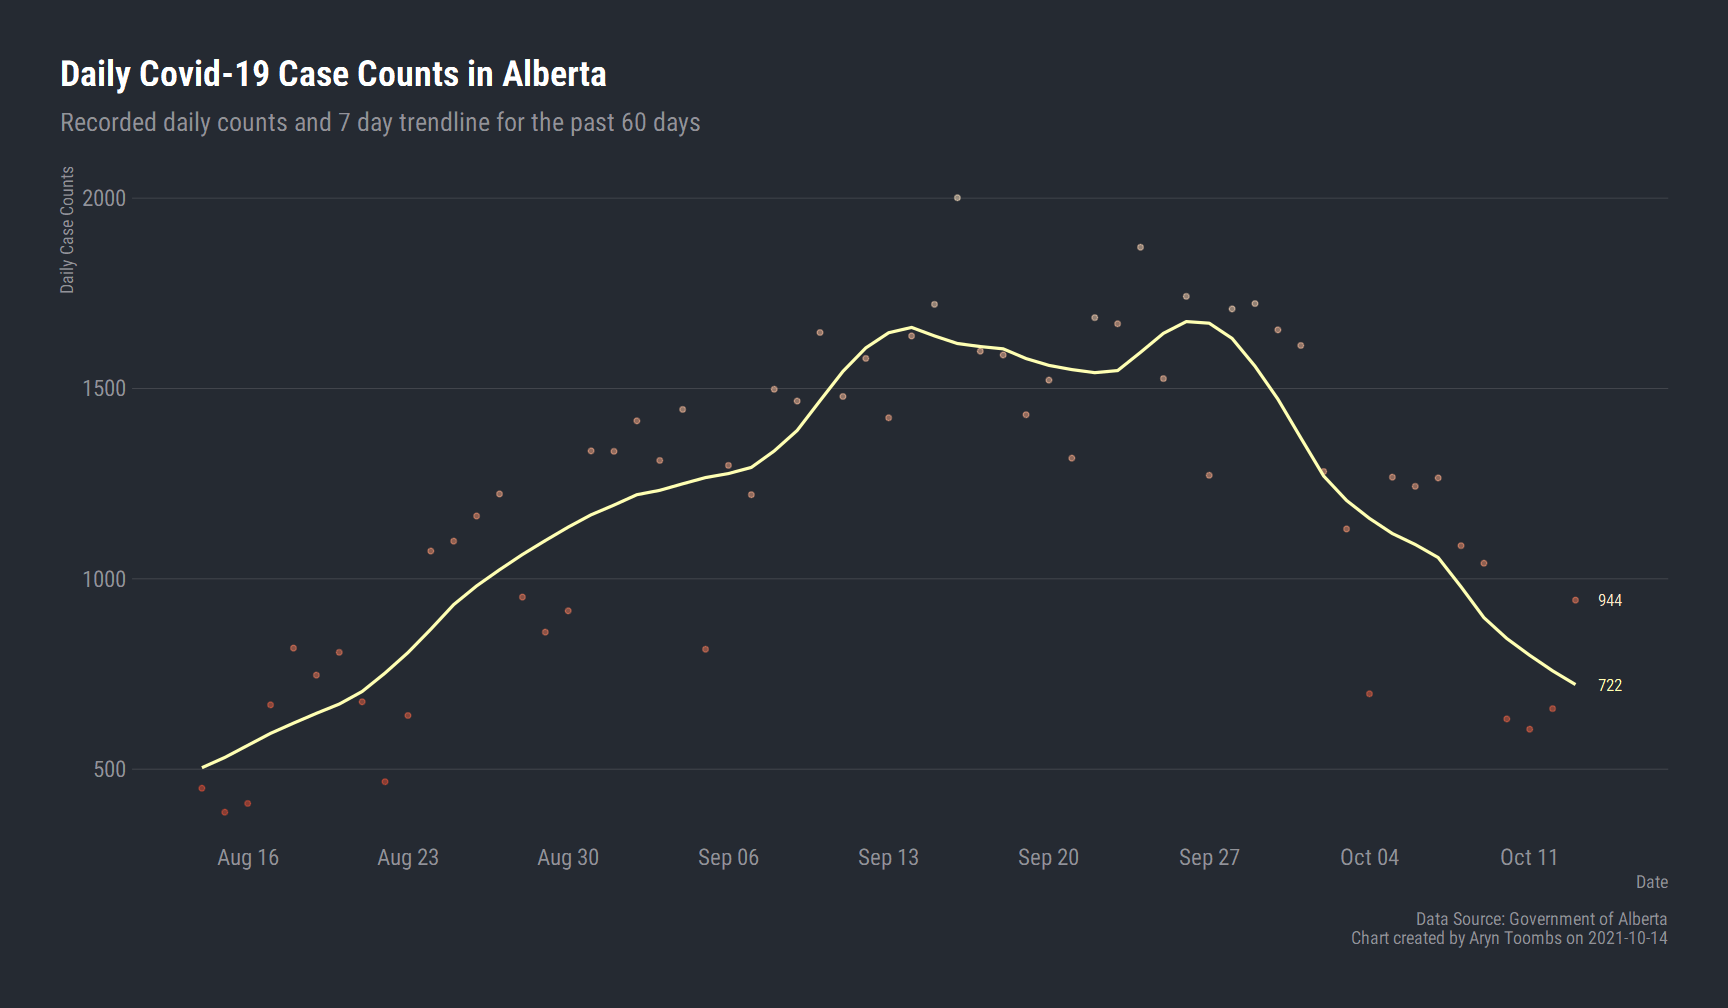 Daily Covid-19 Case Counts in Alberta
Recorded daily counts and 7 day trendline for the past 60 days
Daily Case Counts
2000
1500
1000
500
944
722
Aug 16
Aug 23
Aug 30
Sep 06
Sep 13
Sep 20
Sep 27
Oct 04
Oct 11
Date
Data Source: Government of Alberta
Chart created by Aryn Toombs on 2021-10-14